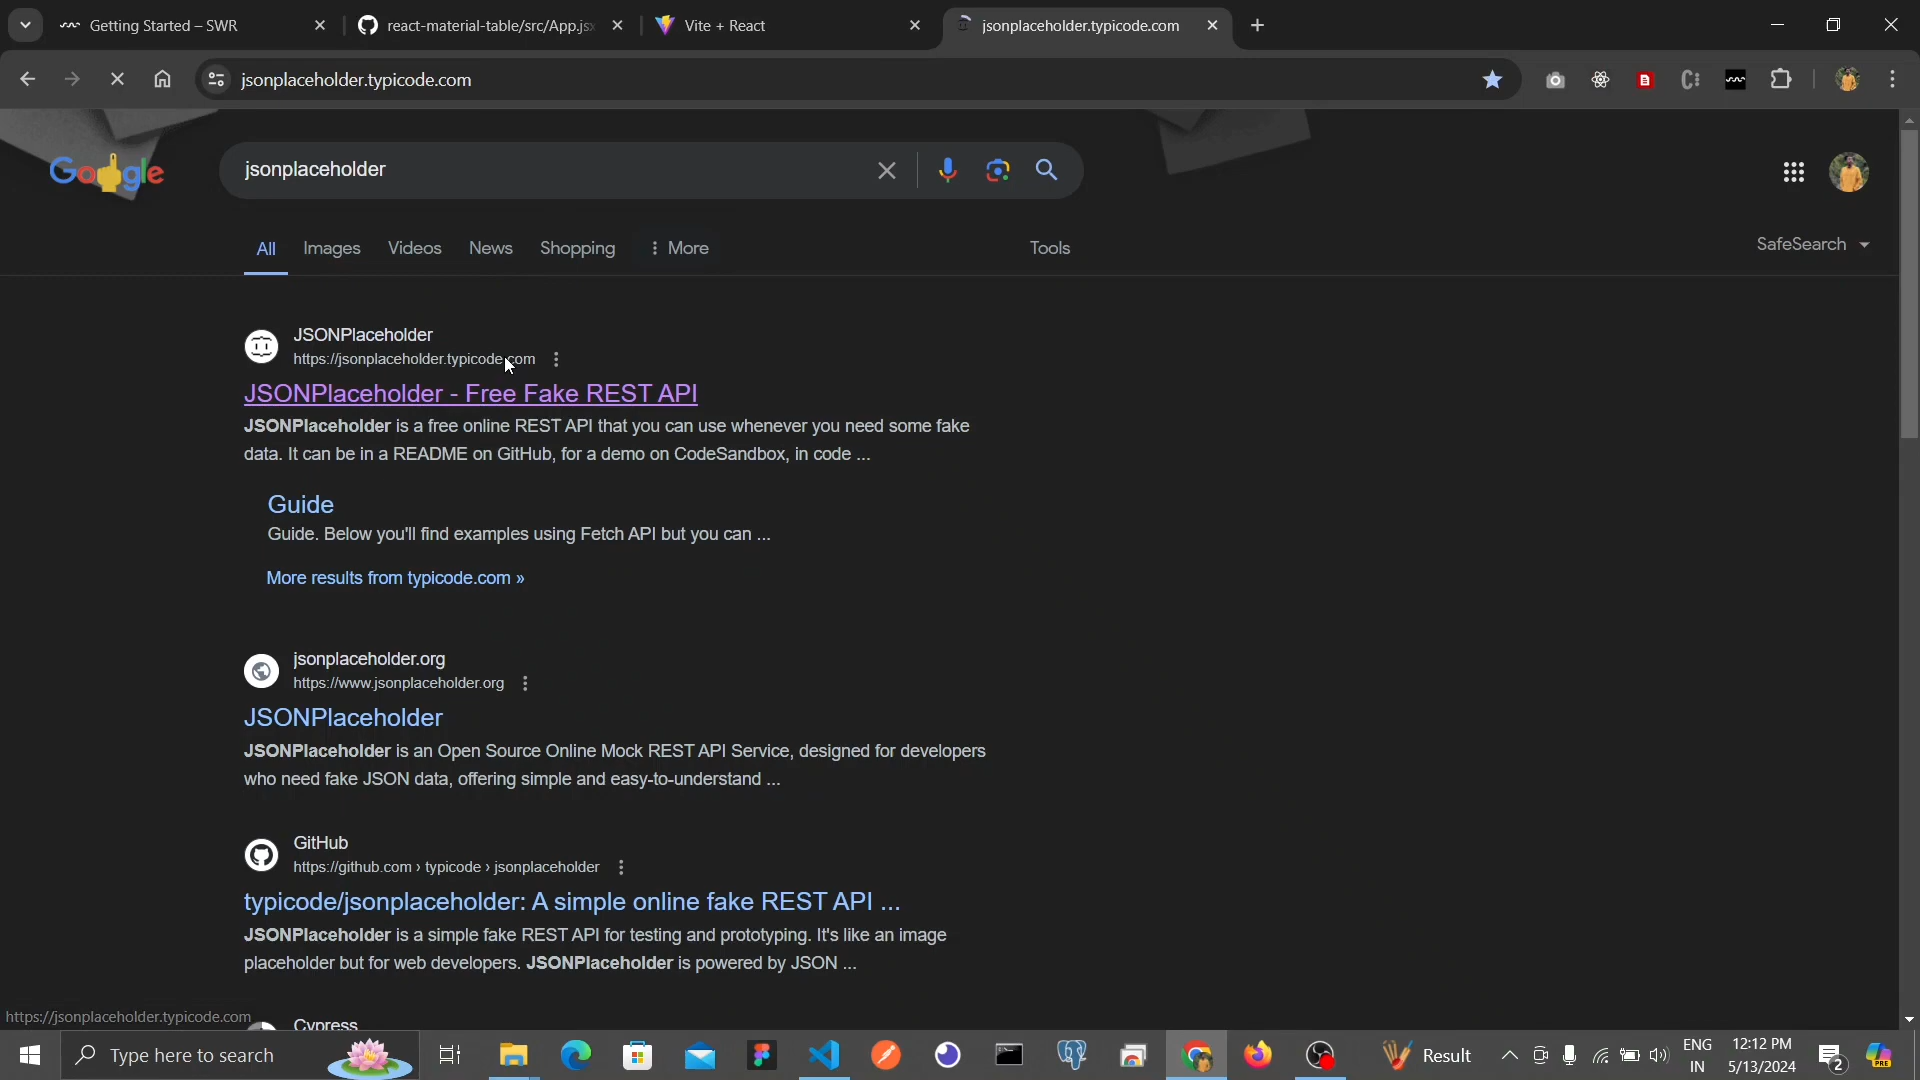 Getting Started – SWR
react-material-table/src/App.jsx
Vite + React
jsonplaceholder.typicode.com
jsonplaceholder.typicode.com
Google
jsonplaceholder
All
Images
Videos
News
Shopping
More
Tools
SafeSearch
JSONPlaceholder
https://jsonplaceholder.typicode.com
JSONPlaceholder - Free Fake REST API
JSONPlaceholder is a free online REST API that you can use whenever you need some fake
data. It can be in a README on GitHub, for a demo on CodeSandbox, in code ...
Guide
Guide. Below you'll find examples using Fetch API but you can ...
More results from typicode.com »
jsonplaceholder.org
https://www.jsonplaceholder.org
JSONPlaceholder
JSONPlaceholder is an Open Source Online Mock REST API Service, designed for developers
who need fake JSON data, offering simple and easy-to-understand ...
GitHub
https://github.com › typicode › jsonplaceholder
typicode/jsonplaceholder: A simple online fake REST API ...
JSONPlaceholder is a simple fake REST API for testing and prototyping. It's like an image
placeholder but for web developers. JSONPlaceholder is powered by JSON ...
https://jsonplaceholder.typicode.com
Cypress
Type here to search
Result
ENG
IN
12:12 PM
5/13/2024
2
PRE